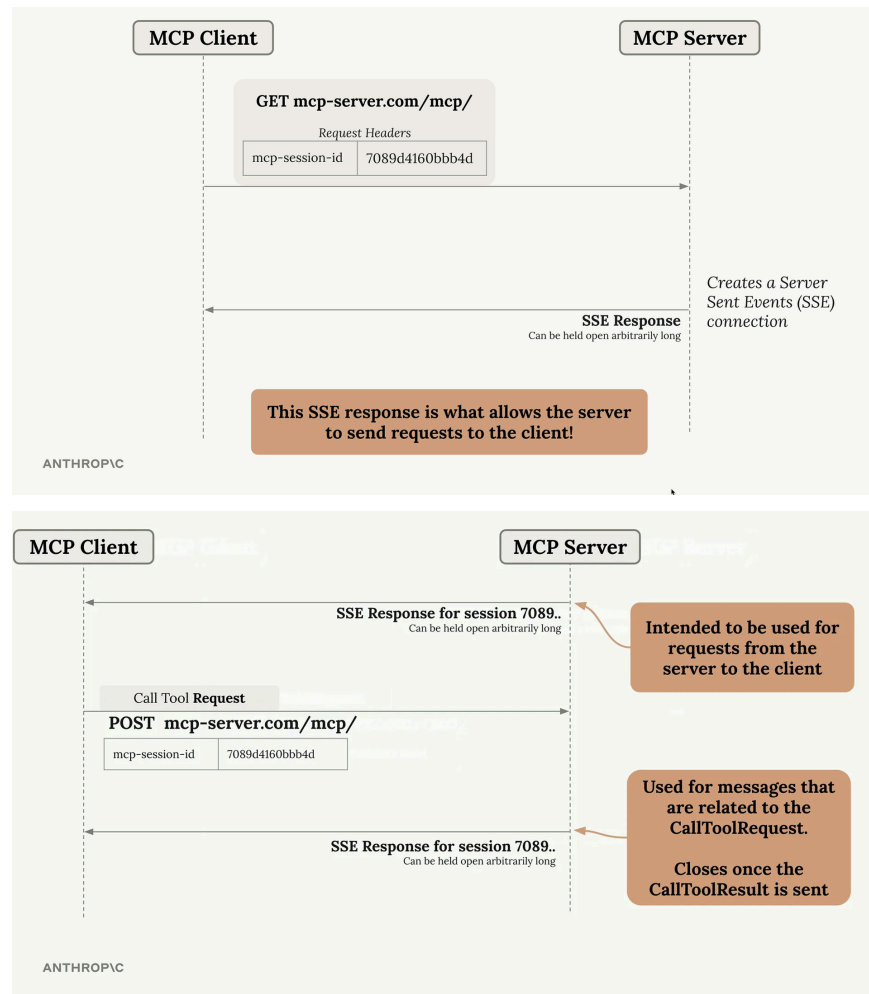 MCP Client
MCP Server
GET mcp-server.com/mcp/
Request Headers
mcp-session-id
7089d4160bbb4d
Creates a Server
Sent Events (SSE)
connection
SSE Response
Can be held open arbitrarily long
This SSE response is what allows the server
to send requests to the client!
ANTHROP\C
MCP Client
MCP Server
SSE Response for session 7089..
Can be held open arbitrarily long
Intended to be used for
requests from the
server to the client
Call Tool Request
POST mcp-server.com/mcp/
mcp-session-id
7089d4160bbb4d
Used for messages that
are related to the
CallToolRequest.
Closes once the
CallToolResult is sent
SSE Response for session 7089..
Can be held open arbitrarily long
ANTHROP\C